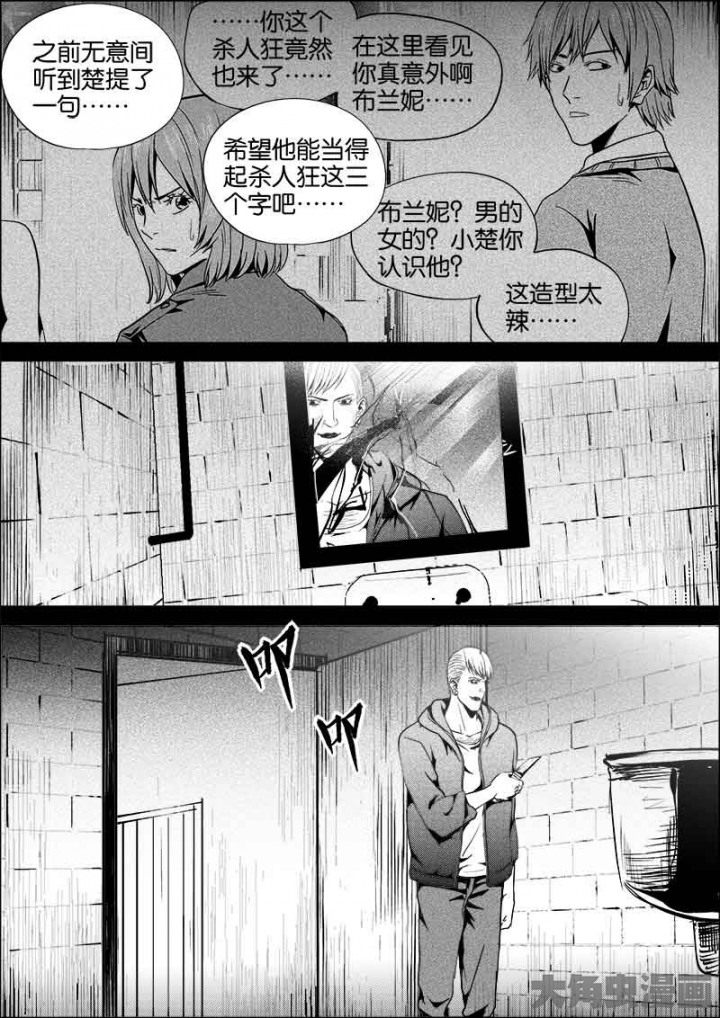 之前无意间
听到楚提了
一句……
………你这个
杀人狂竟然
也来了……
在这里看见
你真意外啊
布兰妮……
希望他能当得
起杀人狂这三
个字吧……
布兰妮？男的
女的？小楚你
认识他？
这造型太
辣……
叩
叩
大角虫漫画